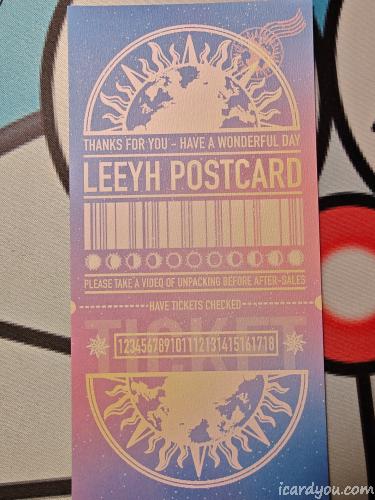 THANKS FOR YOU - HAVE A WONDERFUL DAY
LEEYH POSTCARD
PLEASE TAKE A VIDEO OF UNPACKING BEFORE AFTER-SALES
HAVE TICKETS CHECKED
TICKET
123456789101112131415161718
icardyou.com